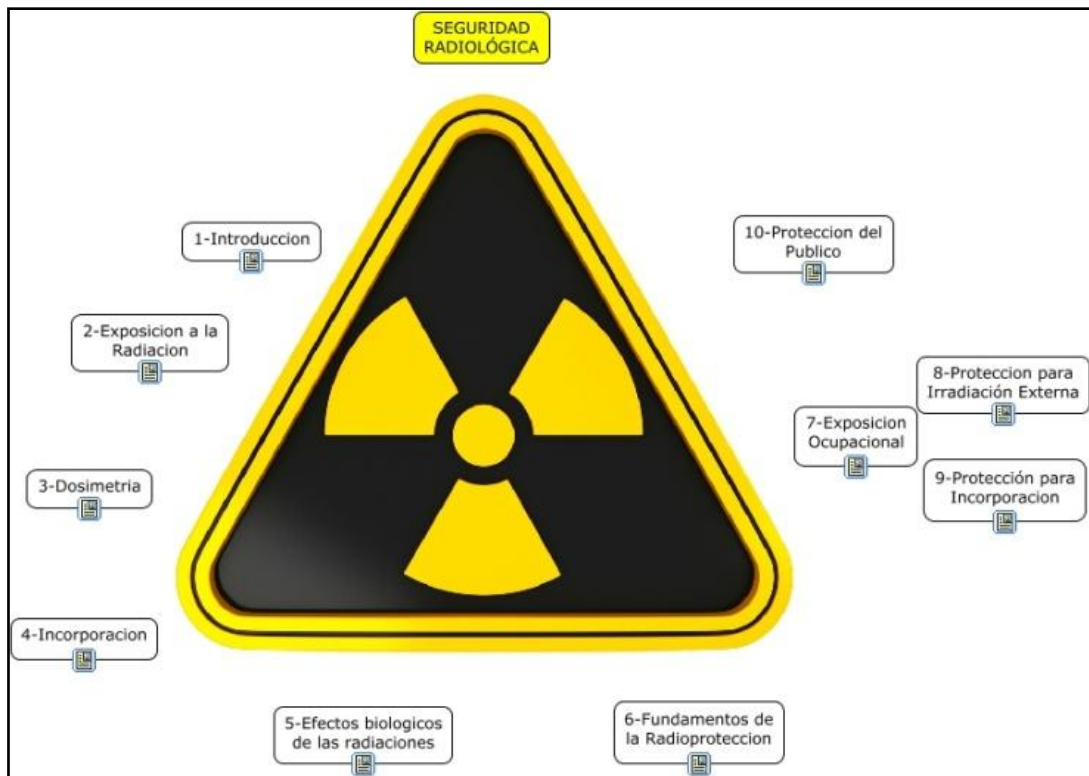 SEGURIDAD
RADIOLÓGICA
1-Introduccion
2-Exposicion a la
Radiacion
3-Dosimetria
4-Incorporacion
5-Efectos biologicos
de las radiaciones
6-Fundamentos de
la Radioproteccion
7-Exposicion
Ocupacional
8-Proteccion para
Irradiación Externa
9-Protección para
Incorporacion
10-Proteccion del
Publico